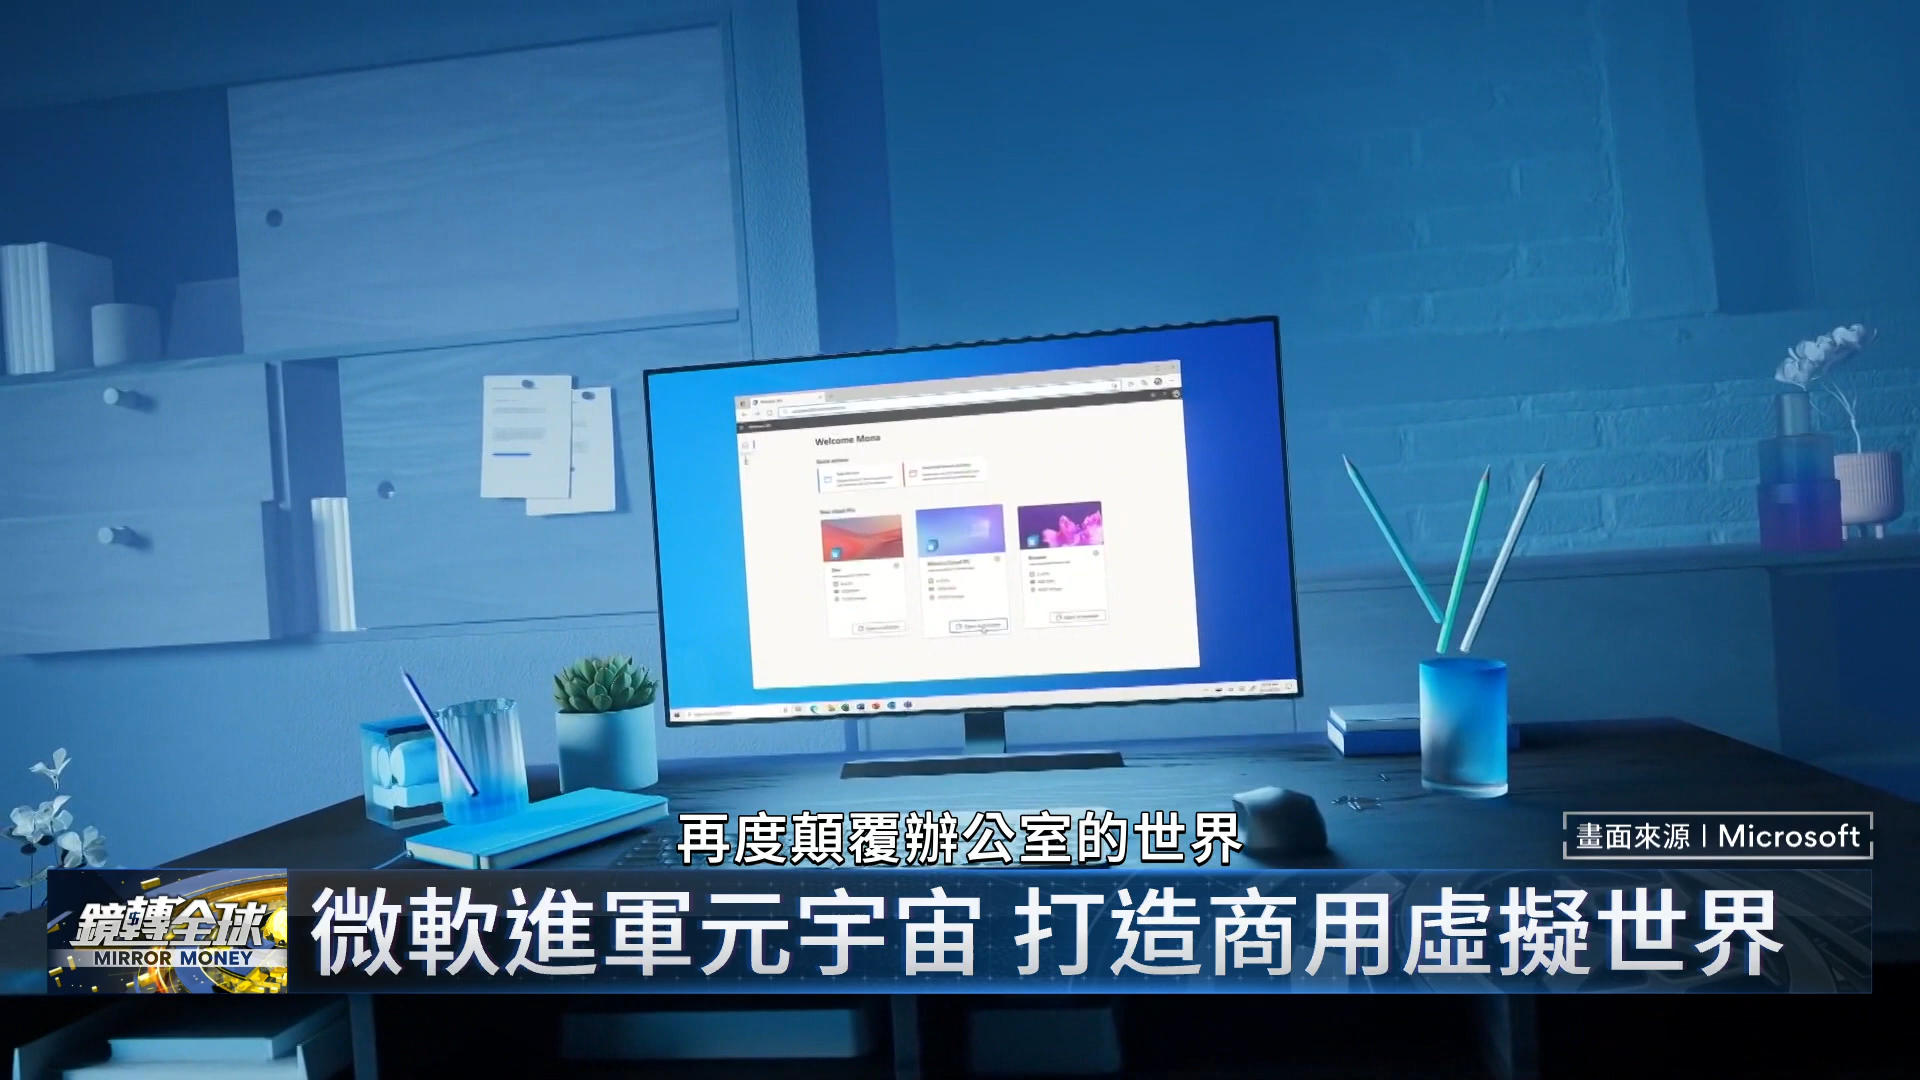 Welcome Mona
再度顛覆辦公室的世界
畫面來源 | Microsoft
鏡轉全球
MIRROR MONEY
微軟進軍元宇宙 打造商用虛擬世界